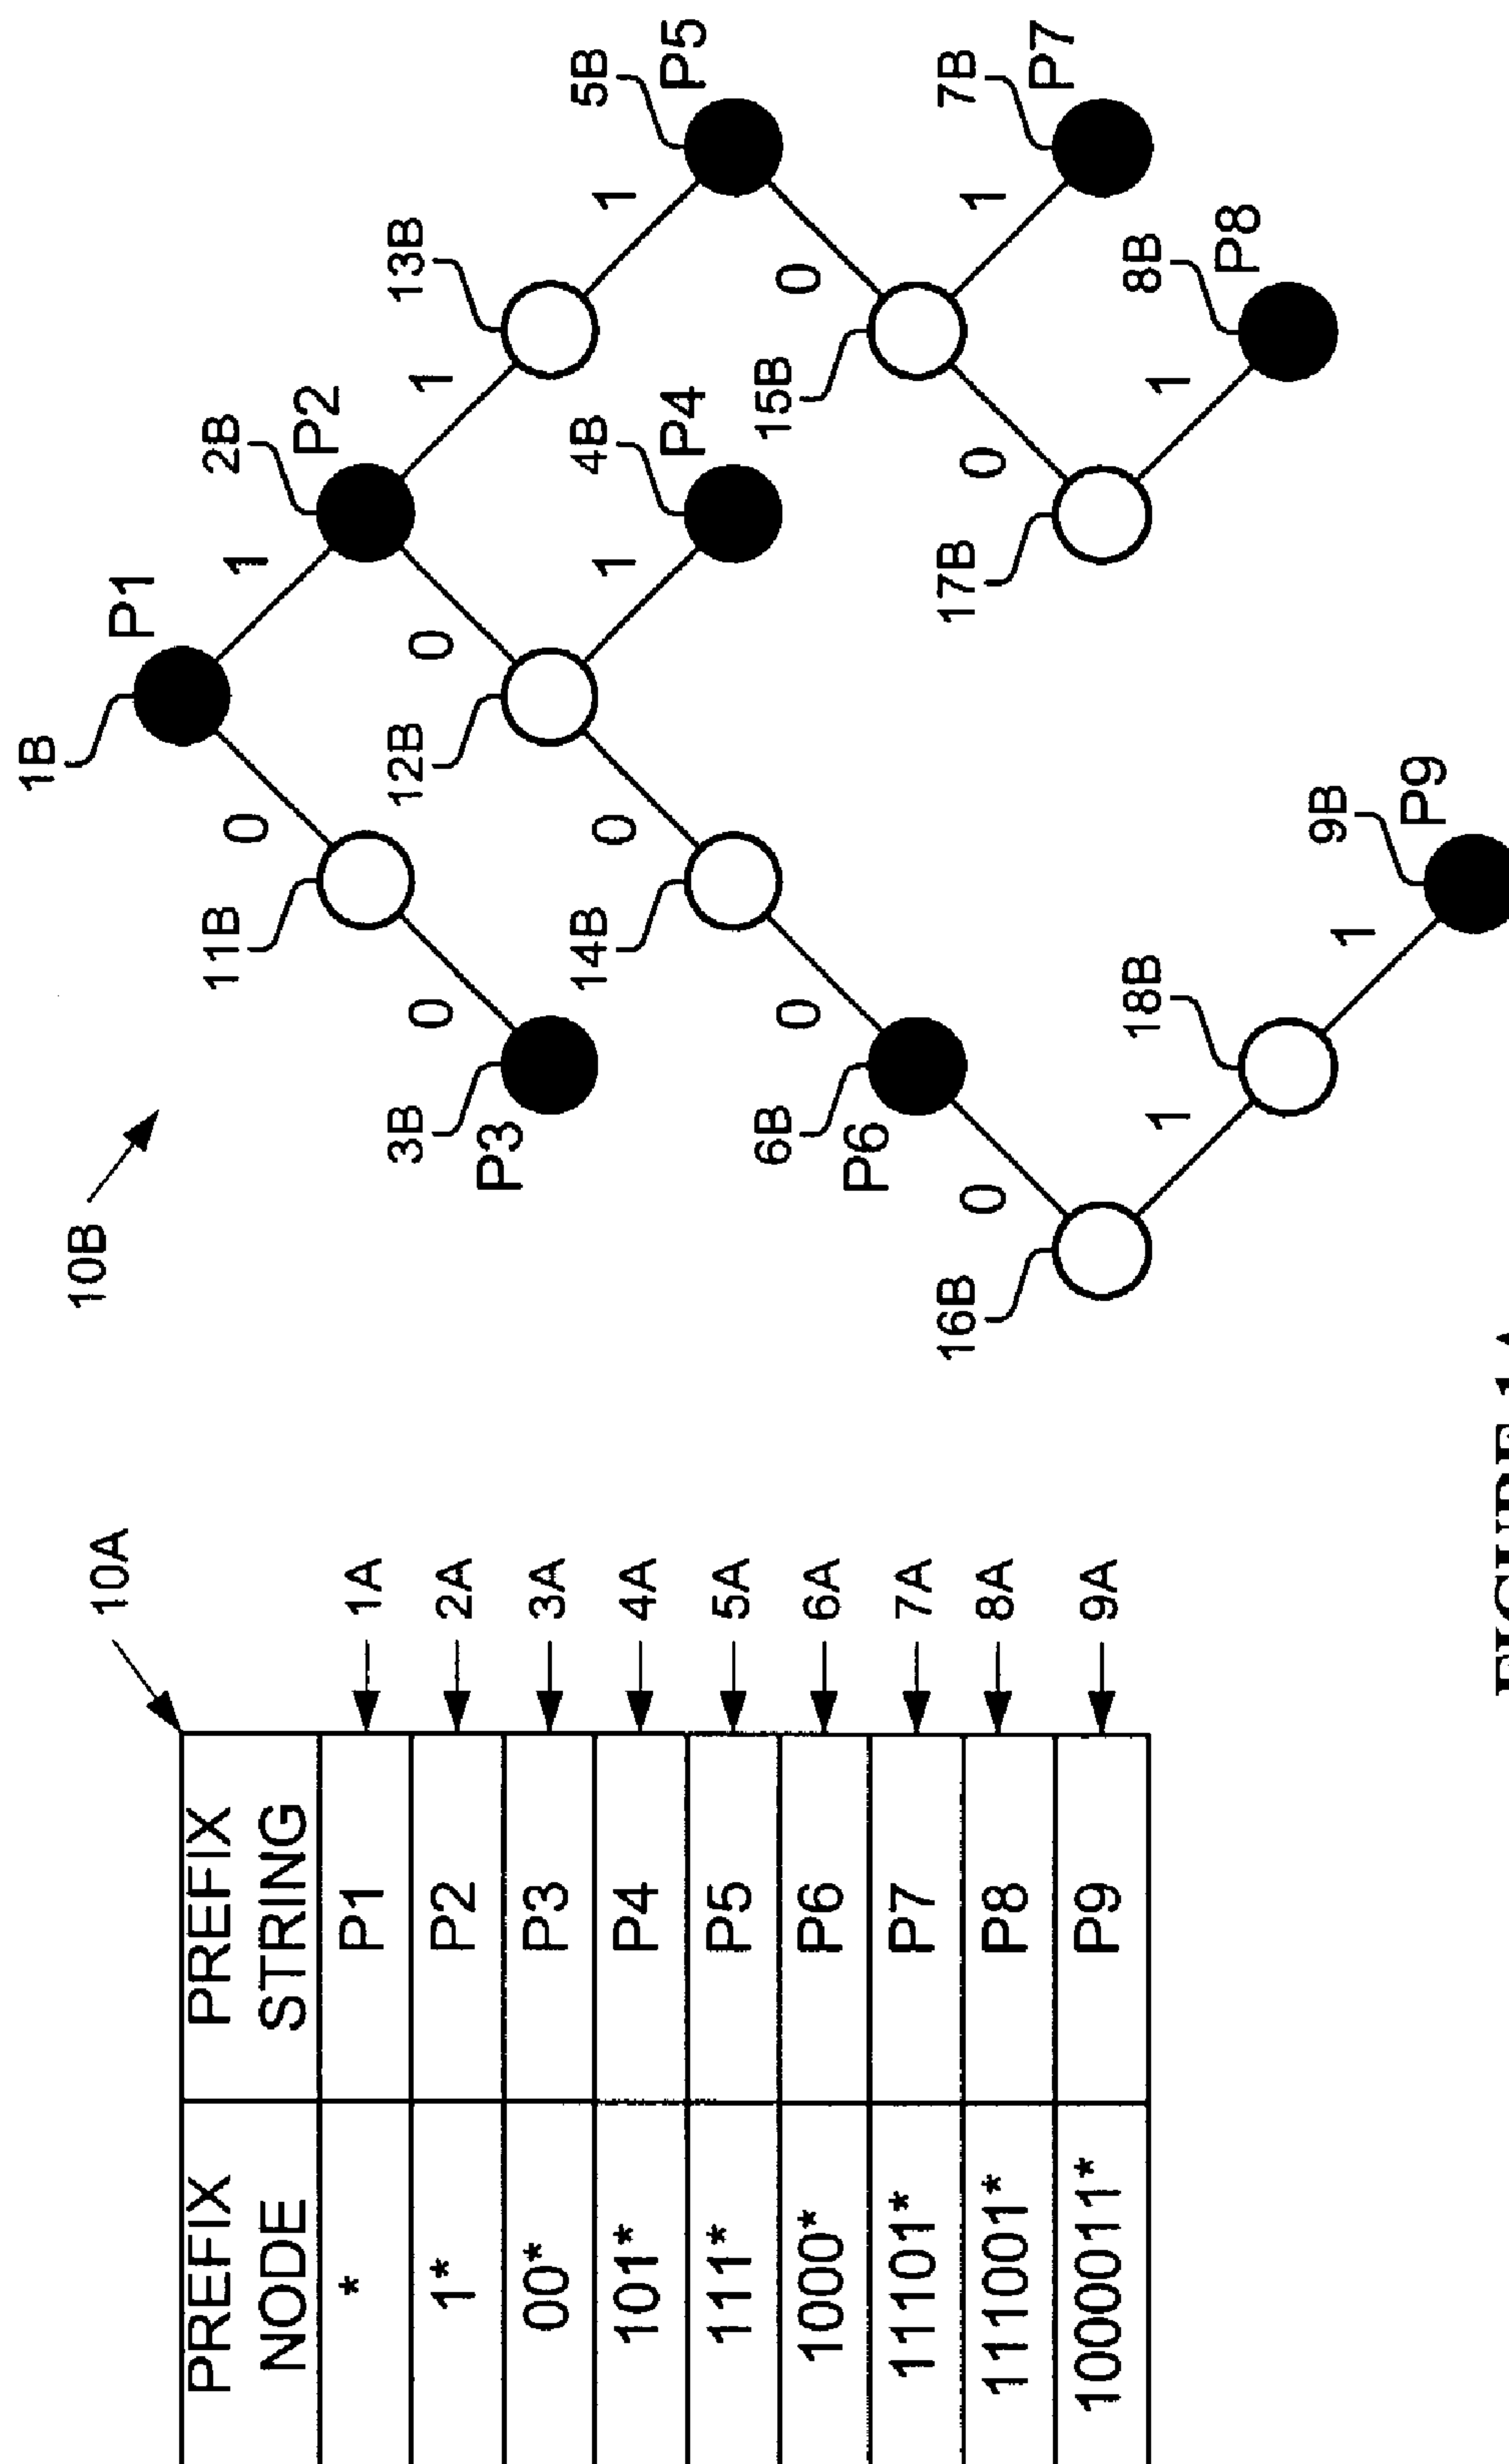 10A
PREFIX NODE PREFIX STRING
* P1 1A
1* P2 2A
00* P3 3A
101* P4 4A
111* P5 5A
1000* P6 6A
11101* P7 7A
111001* P8 8A
1000011* P9 9A
10B
1B P1
0 1
11B 2B P2
0 0 1
3B P3 12B 13B
0 1 1
14B 4B P4 5B P5
0 0
6B P6 15B
0 0 1
16B 17B 7B P7
1 1
18B 8B P8
1
9B P9
FIGURE 1A